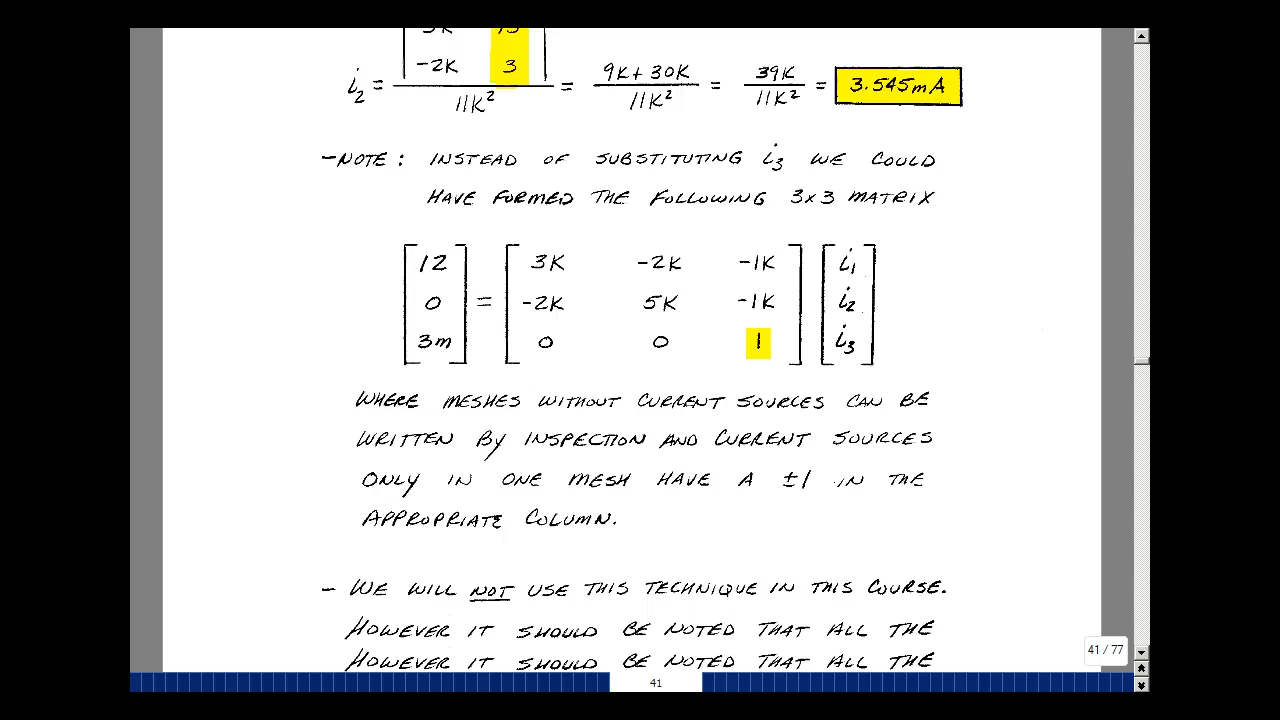 3K 15
-2K 3
i2 = 11K² = 9K + 30K / 11K² = 39K / 11K² = 3.545mA
-NOTE: INSTEAD OF SUBSTITUTING i3 WE COULD
HAVE FORMED THE FOLLOWING 3x3 MATRIX
12 3K -2K -1K i1
0 = -2K 5K -1K i2
3m 0 0 1 i3
WHERE MESHES WITHOUT CURRENT SOURCES CAN BE
WRITTEN BY INSPECTION AND CURRENT SOURCES
ONLY IN ONE MESH HAVE A ±1 IN THE
APPROPRIATE COLUMN.
- WE WILL NOT USE THIS TECHNIQUE IN THIS COURSE.
HOWEVER IT SHOULD BE NOTED THAT ALL THE
HOWEVER IT SHOULD BE NOTED THAT ALL THE
41 / 77
41